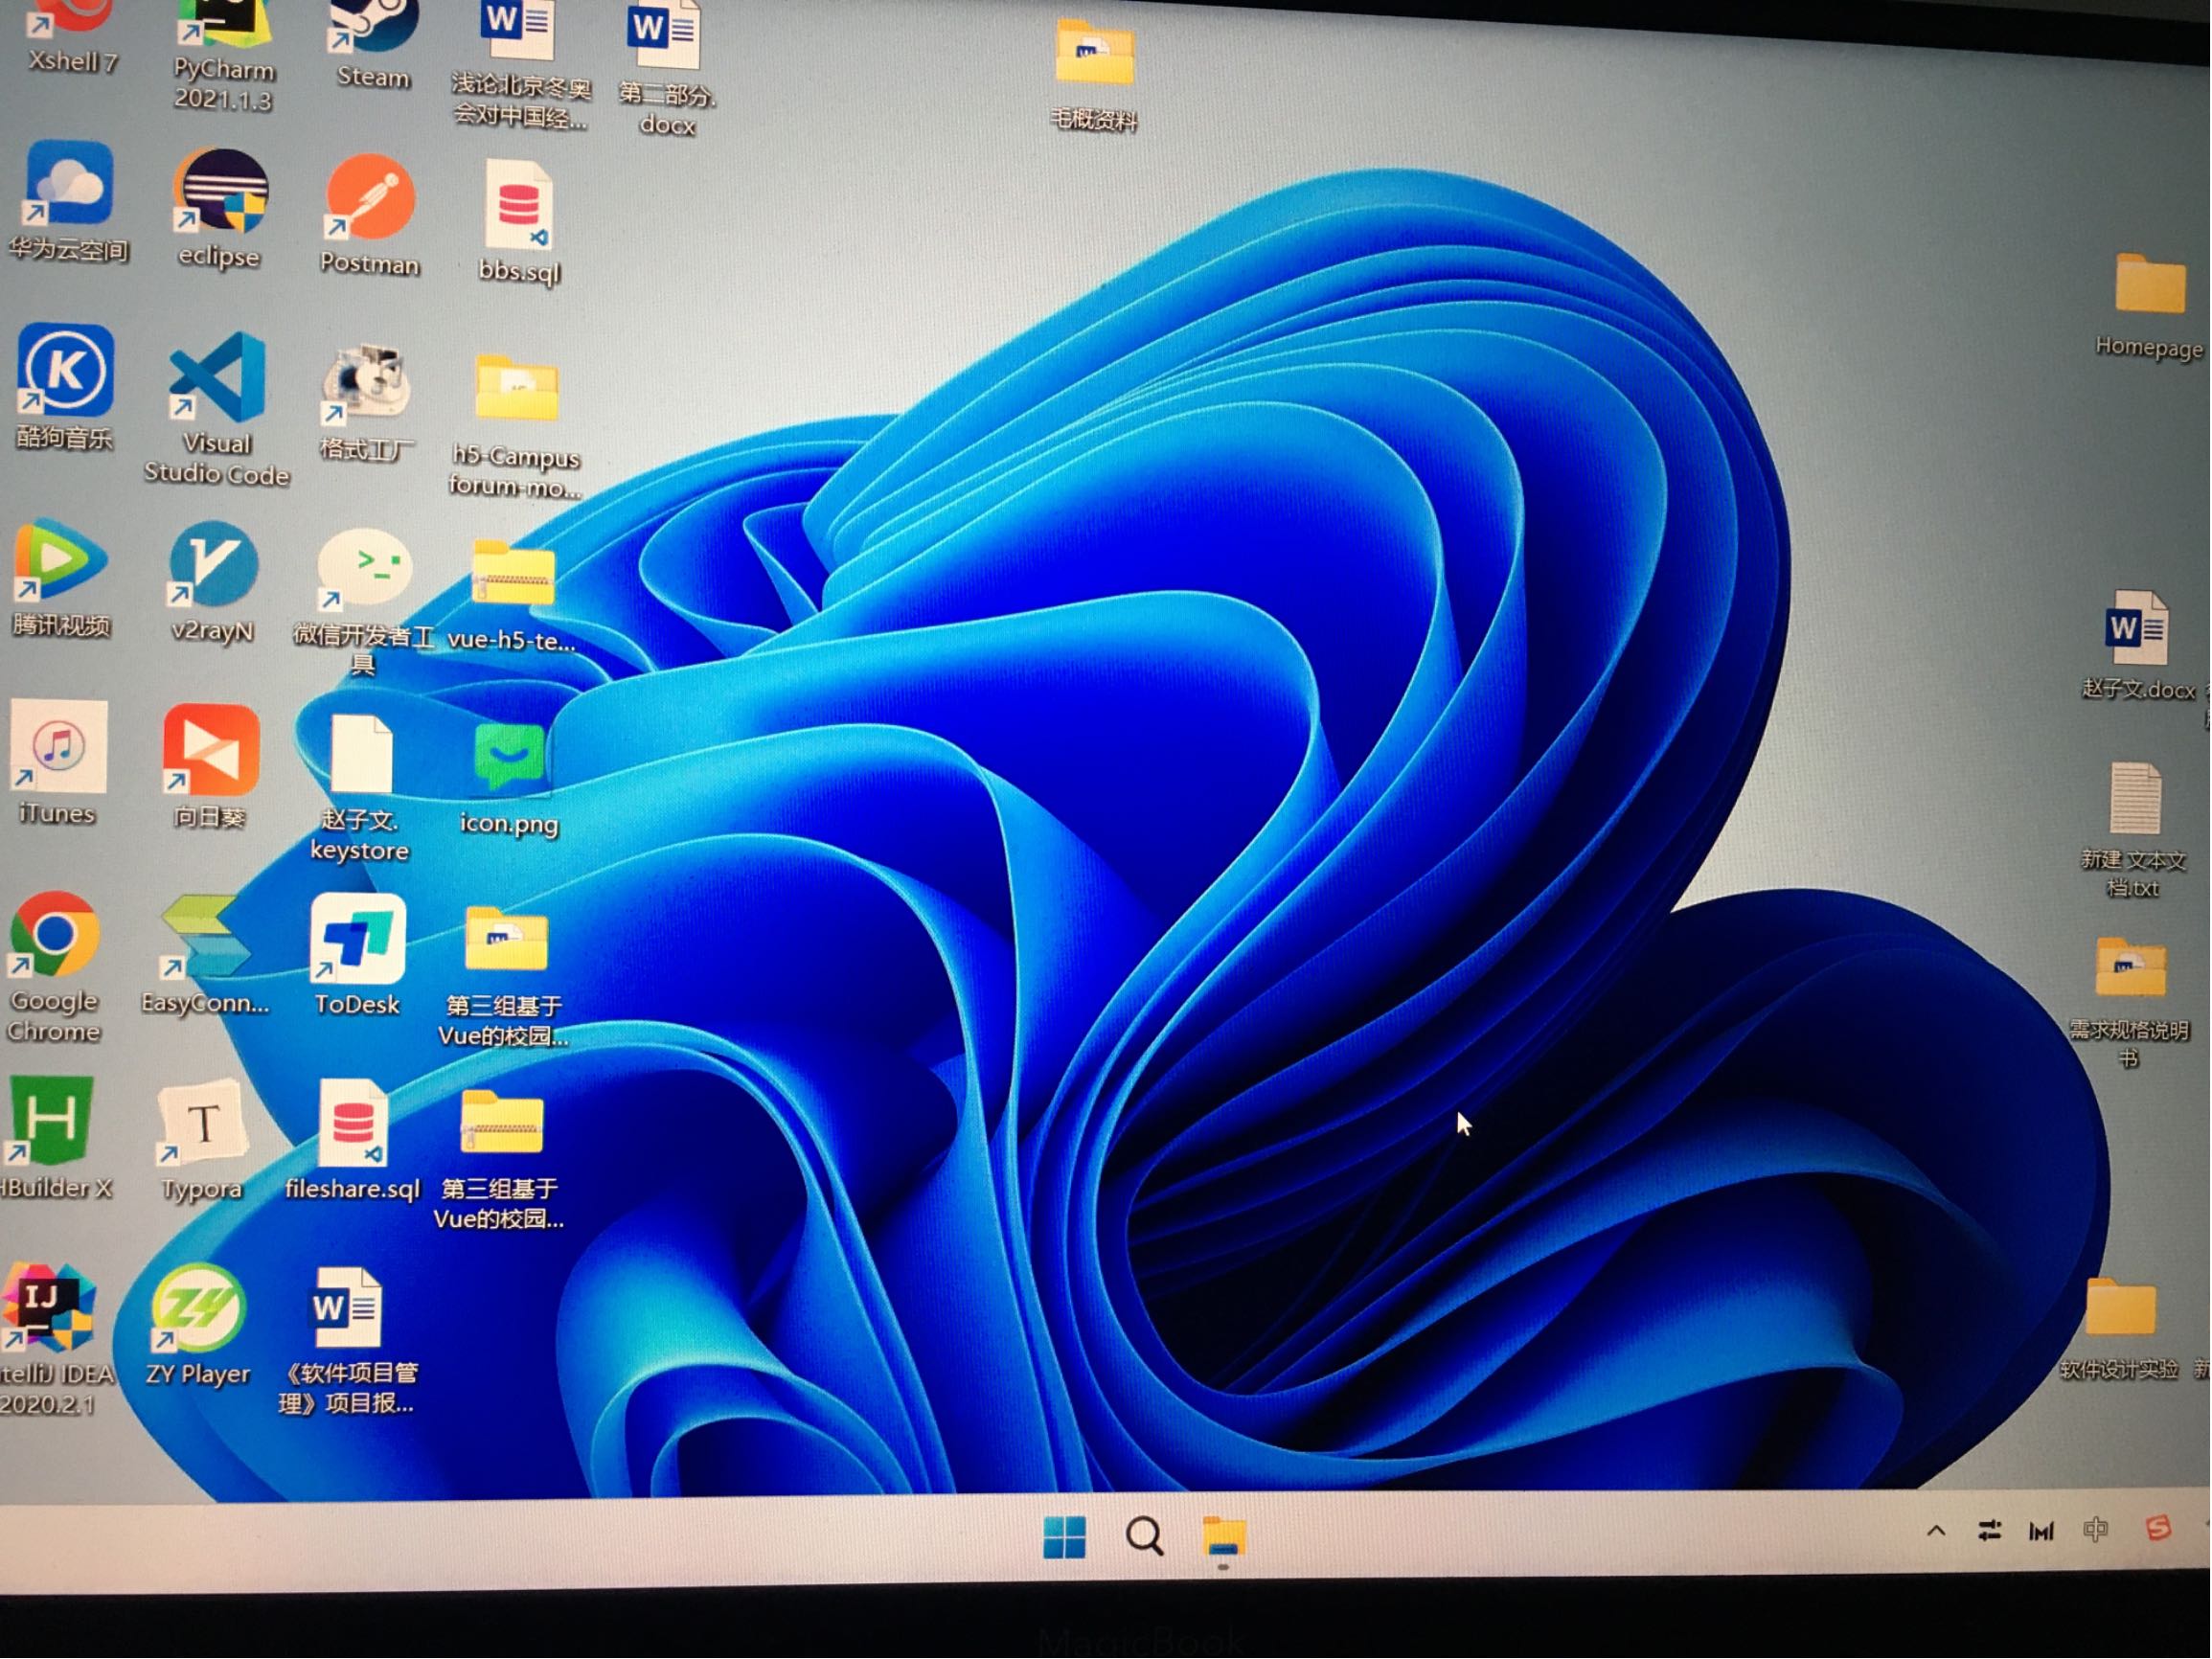 Xshell 7
PyCharm
2021.1.3
Steam
浅论北京冬奥
会对中国经...
第二部分.
docx
毛概资料
华为云空间
eclipse
Postman
bbs.sql
Homepage
酷狗音乐
Visual
Studio Code
格式工厂
h5-Campus
forum-mo...
腾讯视频
v2rayN
微信开发者工
具
vue-h5-te...
赵子文.docx
iTunes
向日葵
赵子文.
keystore
icon.png
新建 文本文
档.txt
Google
Chrome
EasyConn...
ToDesk
第三组基于
Vue的校园...
需求规格说明
书
HBuilder X
Typora
fileshare.sql
第三组基于
Vue的校园...
telliJ IDEA
2020.2.1
ZY Player
《软件项目管
理》项目报...
软件设计实验
新
中
MagicBook